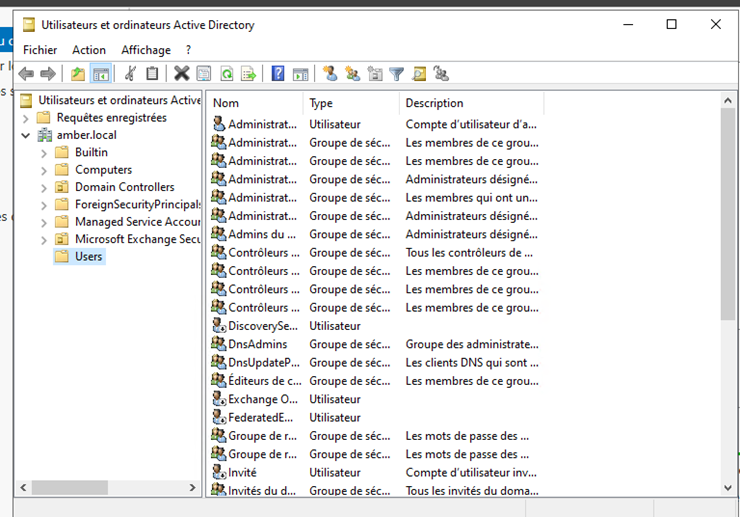 Utilisateurs et ordinateurs Active Directory
Fichier Action Affichage ?
Utilisateurs et ordinateurs Active
Requêtes enregistrées
amber.local
Builtin
Computers
Domain Controllers
ForeignSecurityPrincipals
Managed Service Accou
Microsoft Exchange Secu
Users
Nom Type Description
Administrat... Utilisateur Compte d'utilisateur d'a...
Administrat... Groupe de séc... Les membres de ce grou...
Administrat... Groupe de séc... Les membres de ce grou...
Administrat... Groupe de séc... Administrateurs désigné...
Administrat... Groupe de séc... Les membres qui ont un...
Administrat... Groupe de séc... Administrateurs désigné...
Admins du ... Groupe de séc... Administrateurs désigné...
Contrôleurs ... Groupe de séc... Tous les contrôleurs de ...
Contrôleurs ... Groupe de séc... Les membres de ce grou...
Contrôleurs ... Groupe de séc... Les membres de ce grou...
Contrôleurs ... Groupe de séc... Les membres de ce grou...
DiscoverySe... Utilisateur
DnsAdmins Groupe de séc... Groupe des administrate...
DnsUpdateP... Groupe de séc... Les clients DNS qui sont ...
Éditeurs de c... Groupe de séc... Les membres de ce grou...
Exchange O... Utilisateur
FederatedE... Utilisateur
Groupe de r... Groupe de séc... Les mots de passe des ...
Groupe de r... Groupe de séc... Les mots de passe des ...
Invité Utilisateur Compte d'utilisateur inv...
Invités du d... Groupe de séc... Tous les invités du doma...